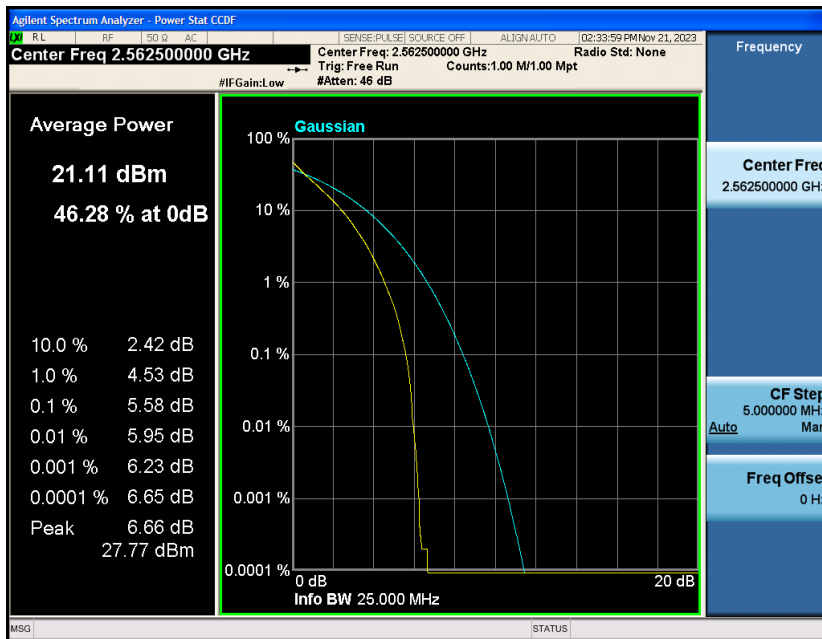 Agilent Spectrum Analyzer - Power Stat CCDF
LXI RL RF 50 Ω AC SENSE:PULSE SOURCE OFF ALIGN AUTO 02:33:59 PM Nov 21, 2023
Center Freq 2.562500000 GHz
Center Freq: 2.562500000 GHz Radio Std: None
Trig: Free Run Counts:1.00 M/1.00 Mpt
#IFGain:Low #Atten: 46 dB
Average Power
21.11 dBm
46.28 % at 0dB
10.0 % 2.42 dB
1.0 % 4.53 dB
0.1 % 5.58 dB
0.01 % 5.95 dB
0.001 % 6.23 dB
0.0001 % 6.65 dB
Peak 6.66 dB
27.77 dBm
Gaussian
100 %
10 %
1 %
0.1 %
0.01 %
0.001 %
0.0001 %
0 dB 20 dB
Info BW 25.000 MHz
Frequency
Center Freq
2.562500000 GHz
CF Step
5.000000 MHz
Auto Man
Freq Offset
0 Hz
MSG STATUS